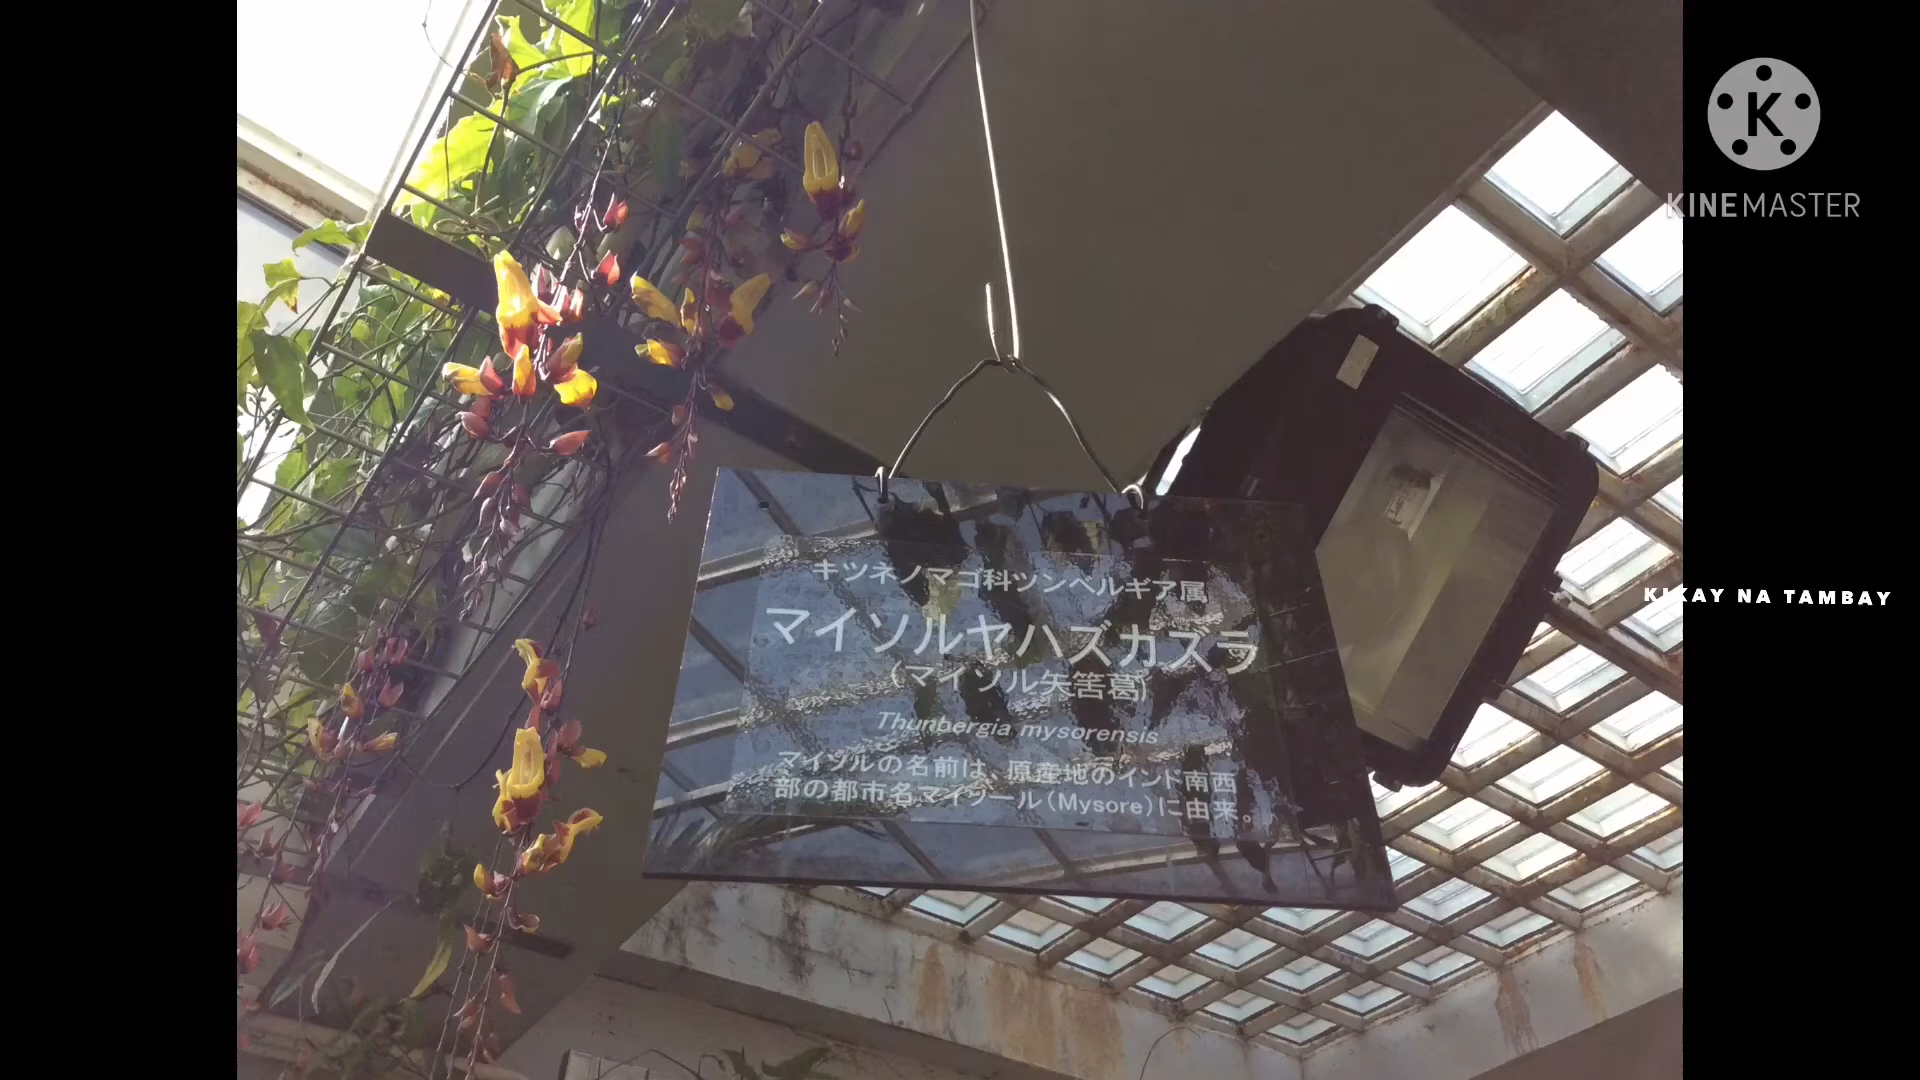 キツネノマゴ科ツンベルギア属
マイソルヤハズカズラ
(マイソル矢筈葛)
Thunbergia mysorensis
マイソルの名前は、原産地のインド南西
部の都市名マイソール(Mysore)に由来。
K
KINEMASTER
KIKAY NA TAMBAY